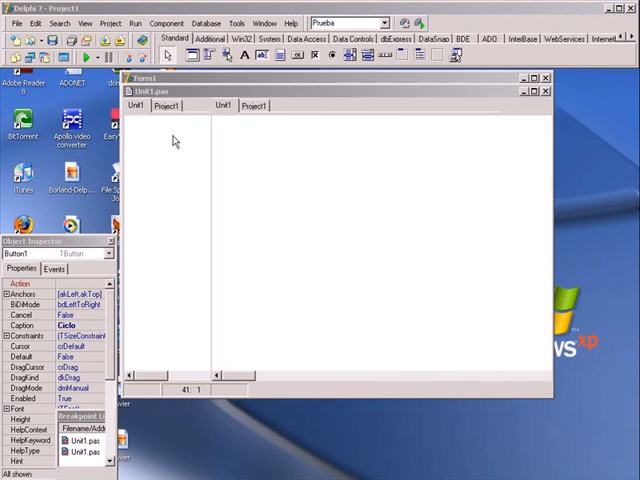 Delphi 7 - Project1
File Edit Search View Project Run Component Database Tools Window Help Prueba
Standard Additional Win32 System Data Access Data Controls dbExpress DataSnap BDE ADO InterBase WebServices
Adobe Reader 8
ADONET
BitTorrent
Apollo video converter
iTunes
Borland-Delp...
Form1
Unit1.pas
Unit1 Project1 Unit1 Project1
41: 1
Object Inspector
Button1 TButton
Properties Events
Action
Anchors [akLeft,akTop]
BiDiMode bdLeftToRight
Cancel False
Caption Ciclo
Constraints (TSizeConstraint
Cursor crDefault
Default False
DragCursor crDrag
DragKind dkDrag
DragMode dmManual
Enabled True
Font
Height
HelpContext
HelpKeyword
HelpType
Hint
All shown
Breakpoint Li
Filename/Addr
Unit1.pas
Unit1.pas
xp